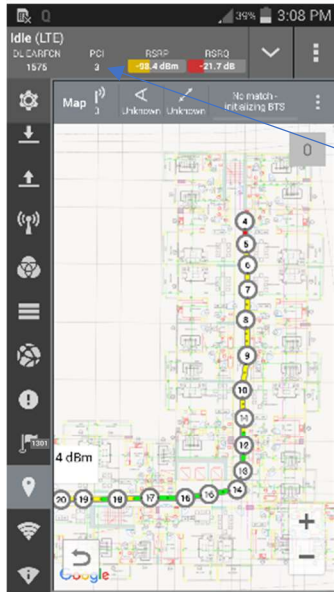 39% 3:08 PM
Idle (LTE)
DL EARFCN PCI RSRP RSRQ
1575 3 -98.4 dBm -21.7 dB
Map Unknown Unknown No match -
initializing BTS
0
4
5
6
7
8
9
10
11
12
1301
13
4 dBm
20 19 18 17 16 15 14
+
−
Google